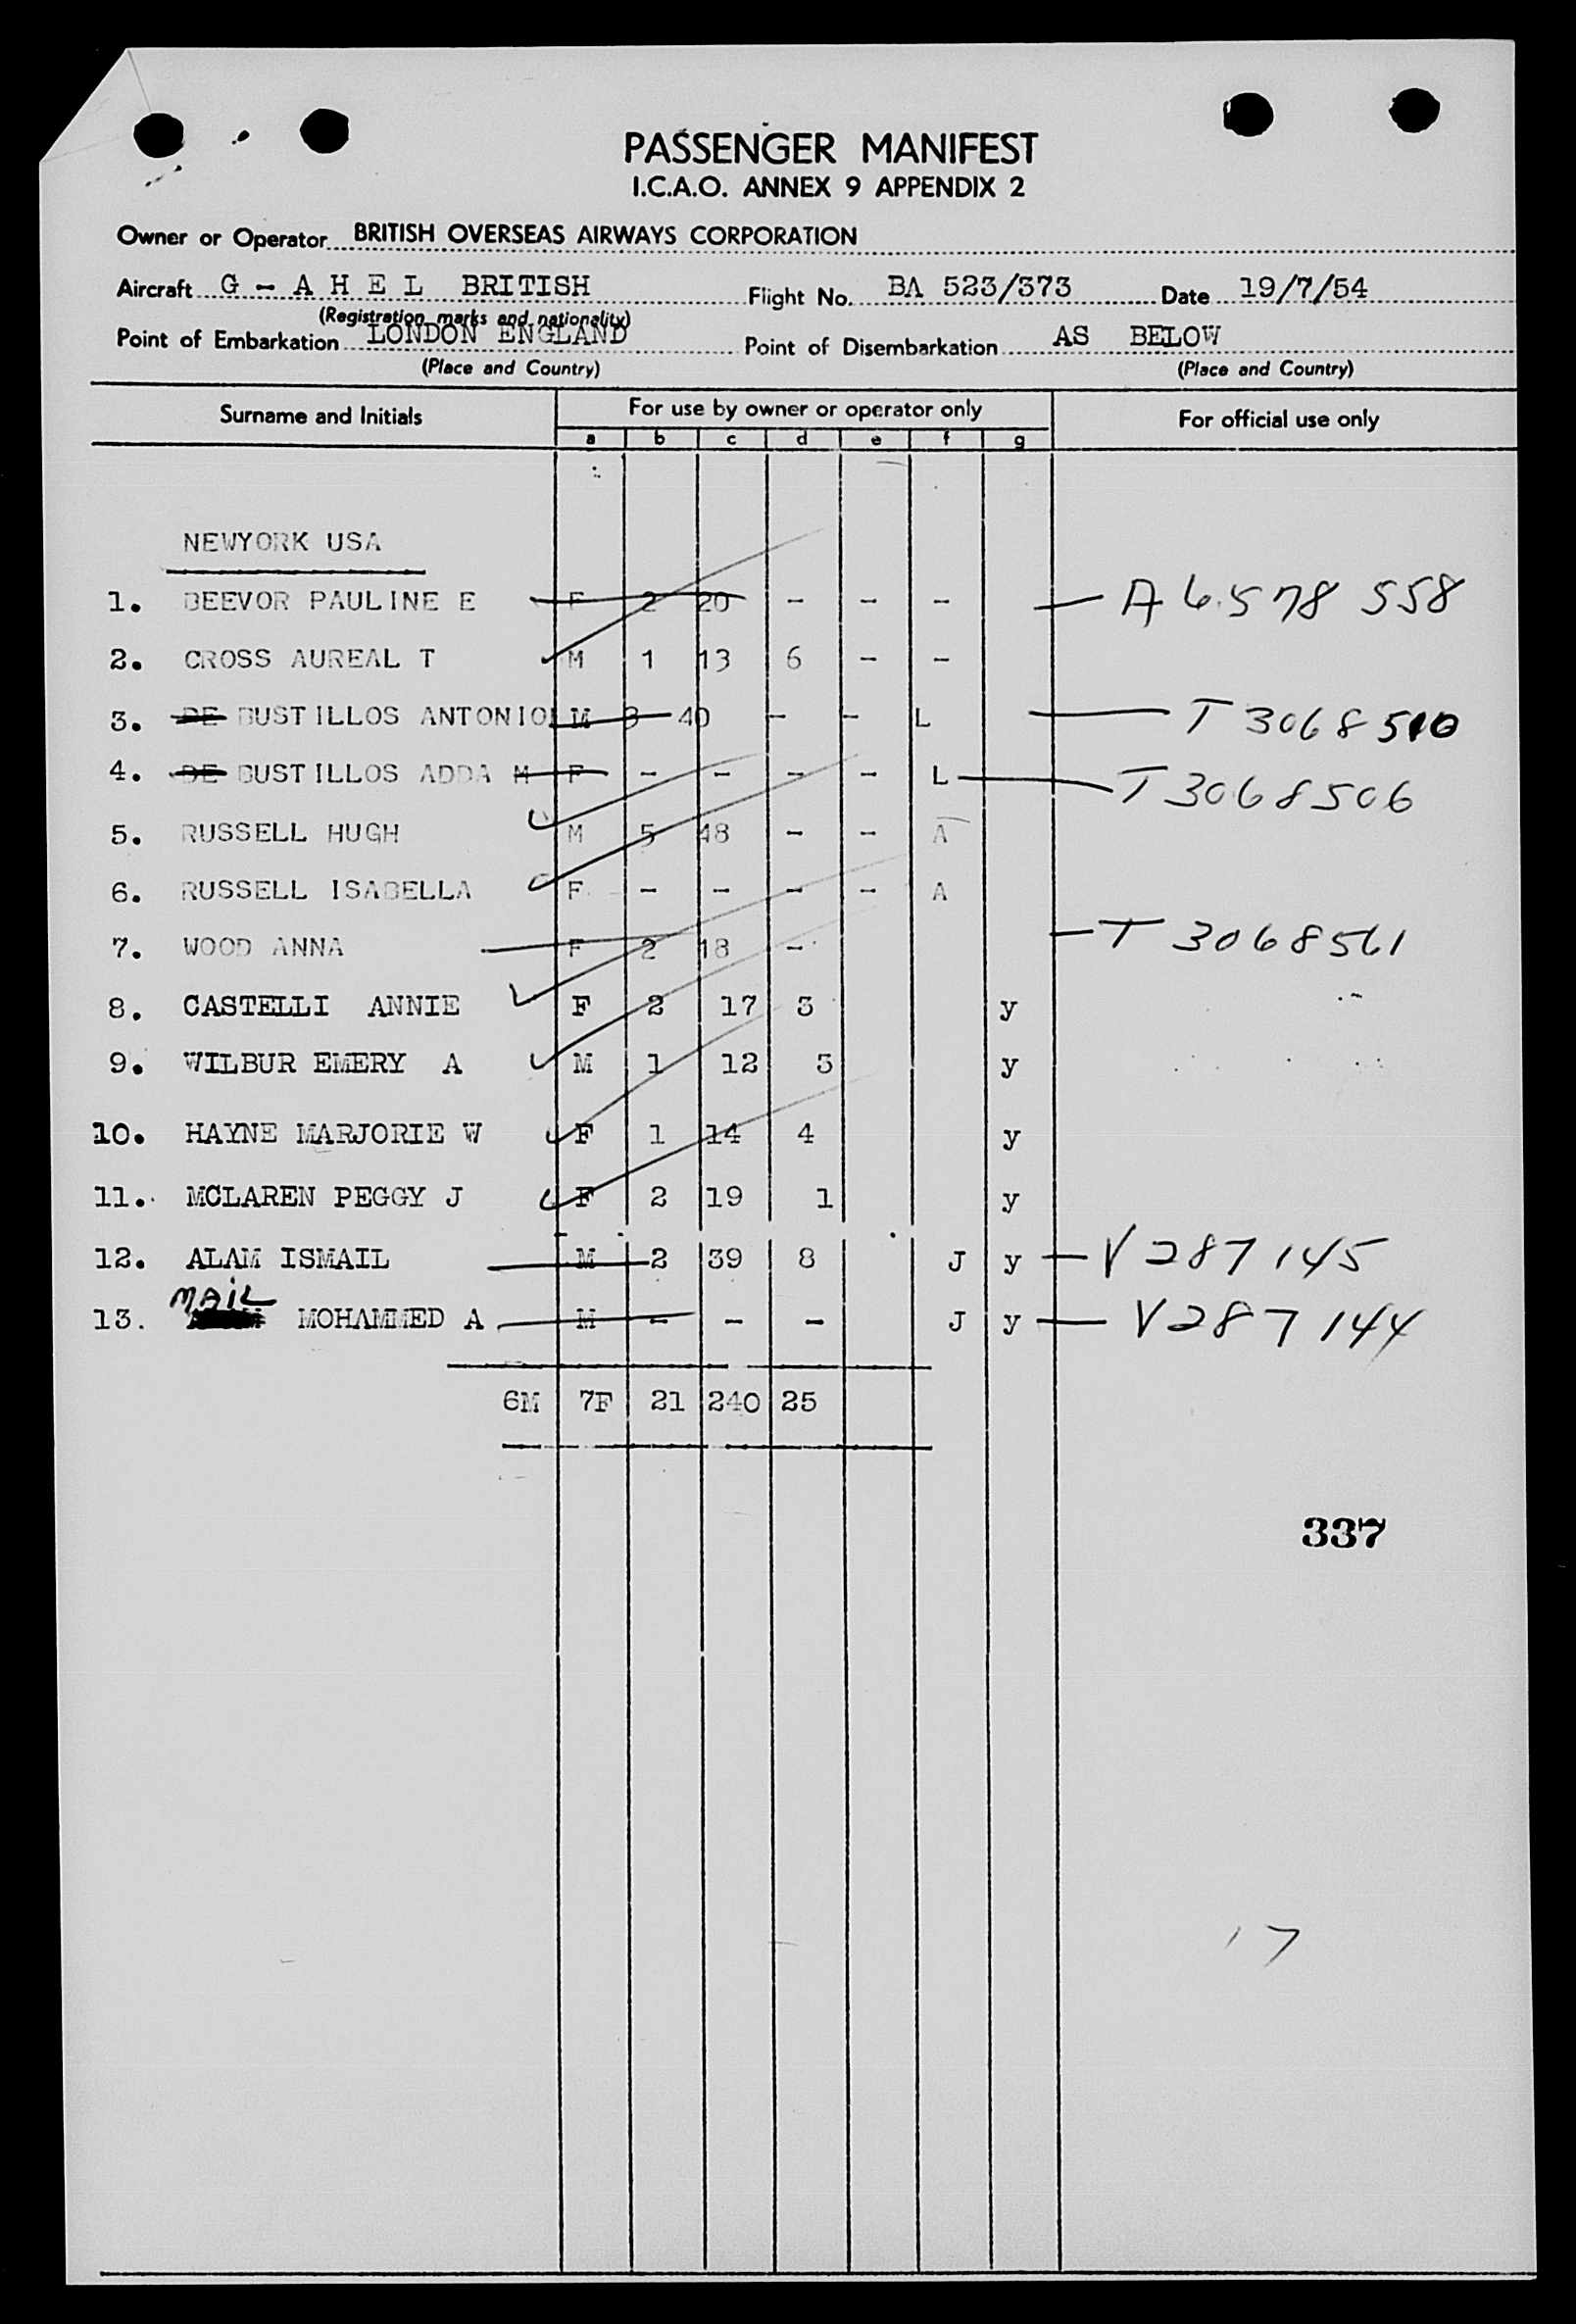 PASSENGER MANIFEST
I.C.A.O. ANNEX 9 APPENDIX 2
Owner or Operator BRITISH OVERSEAS AIRWAYS CORPORATION
Aircraft G - A H E L BRITISH Flight No. BA 523/373 Date 19/7/54
(Registration marks and nationality)
Point of Embarkation LONDON ENGLAND Point of Disembarkation AS BELOW
(Place and Country) (Place and Country)
Surname and Initials For use by owner or operator only For official use only
a b c d e f g
NEWYORK USA
1. BEEVOR PAULINE E F 2 20 - - - A 6 578 558
2. CROSS AUREAL T M 1 13 6 - -
3. DE BUSTILLOS ANTONIO M 3 40 - - L T 3068510
4. DE BUSTILLOS ADDA M F - - - - L T 3068506
5. RUSSELL HUGH M 5 48 - - A
6. RUSSELL ISABELLA F - - - - A
7. WOOD ANNA F 2 18 - T 3068561
8. CASTELLI ANNIE F 2 17 3 y
9. WILBUR EMERY A M 1 12 3 y
10. HAYNE MARJORIE W F 1 14 4 y
11. MCLAREN PEGGY J F 2 19 1 y
12. ALAM ISMAIL M 2 39 8 J y V 287 145
MAIL
13. MOHAMMED A M - - - J y V 287 144
6M 7F 21 240 25
337
17